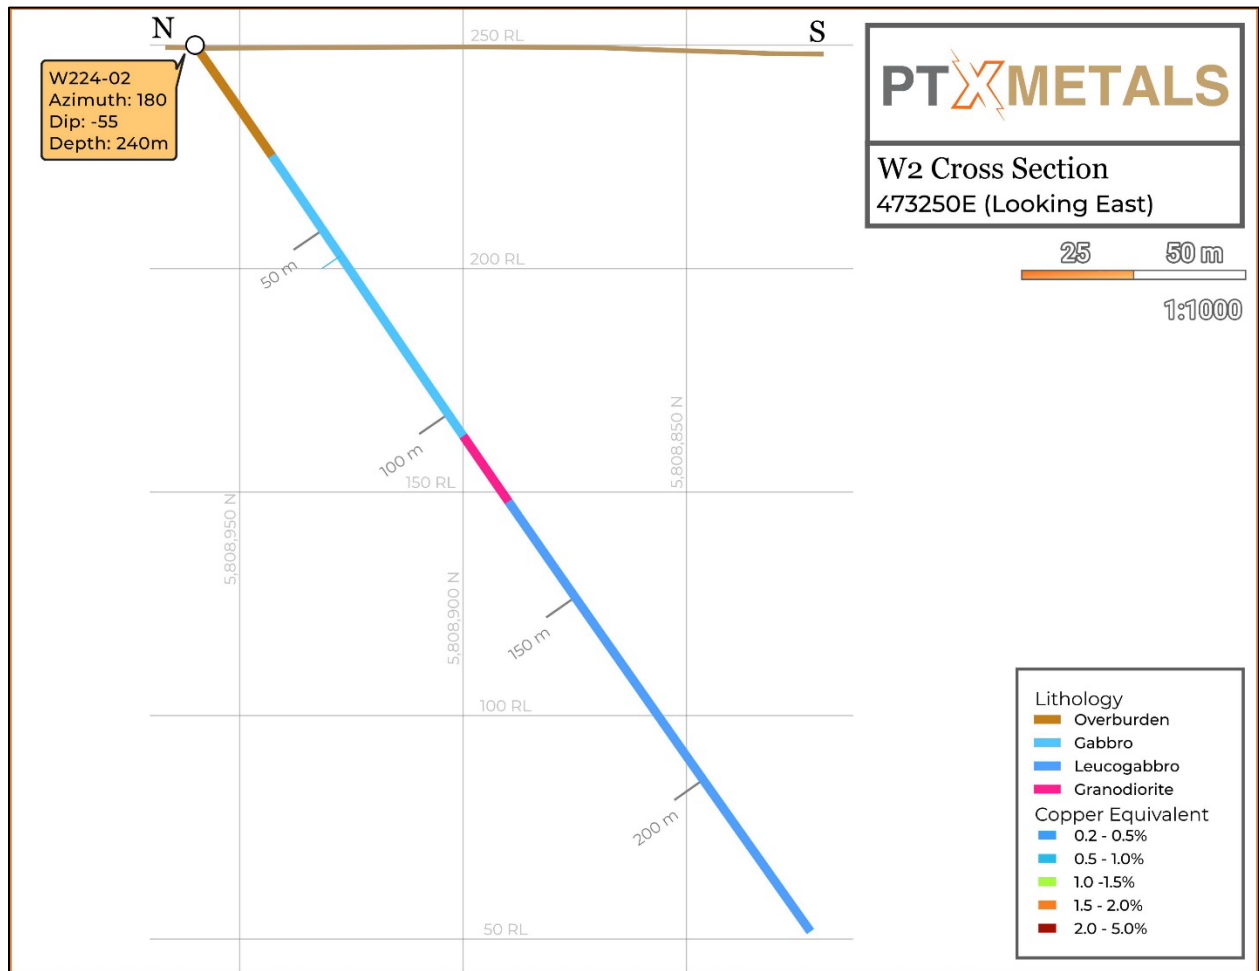 N
S
250 RL
W224-02
Azimuth: 180
Dip: -55
Depth: 240m
PTXMETALS
W2 Cross Section
473250E (Looking East)
25 50 m
1:1000
50 m
200 RL
100 m
5,808,850 N
150 RL
5,808,950 N
5,808,900 N
150 m
100 RL
200 m
50 RL
Lithology
Overburden
Gabbro
Leucogabbro
Granodiorite
Copper Equivalent
0.2 - 0.5%
0.5 - 1.0%
1.0 -1.5%
1.5 - 2.0%
2.0 - 5.0%